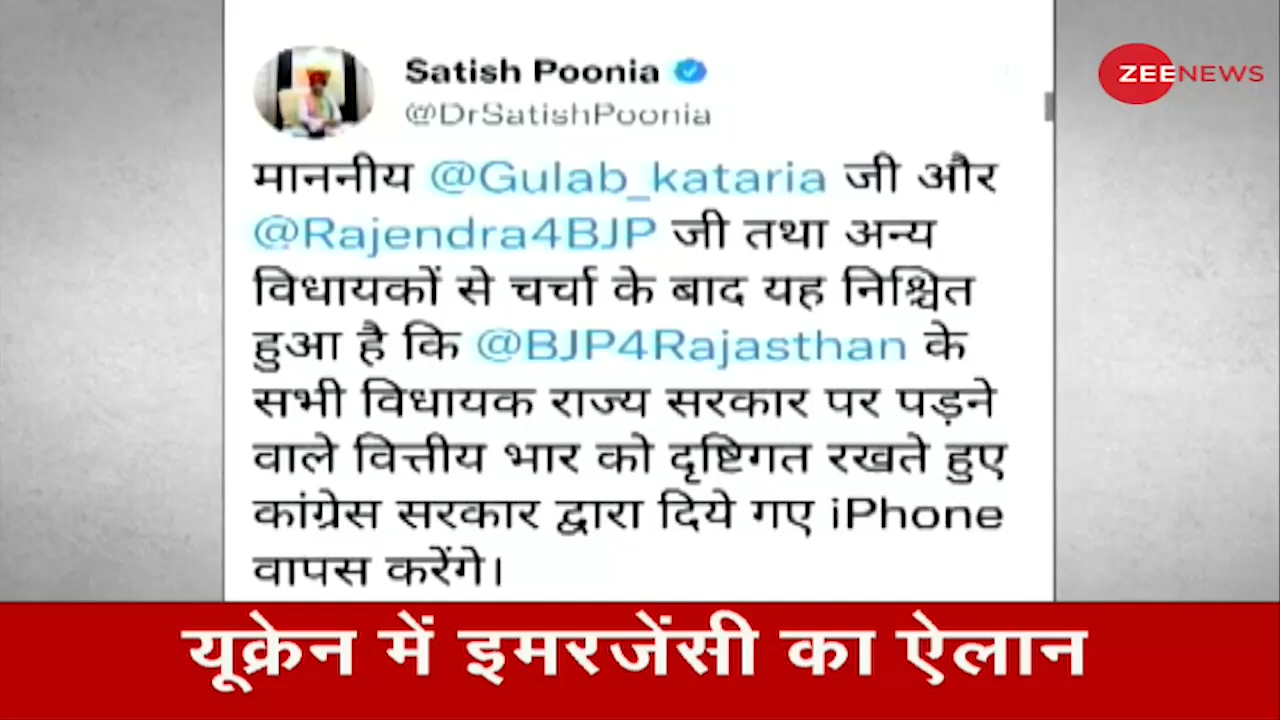 Satish Poonia
ZEENEWS
@DrSatishPoonia
माननीय @Gulab_kataria जी और
@Rajendra4BJP जी तथा अन्य
विधायकों से चर्चा के बाद यह निश्चित
हुआ है कि @BJP4Rajasthan के
सभी विधायक राज्य सरकार पर पड़ने
वाले वित्तीय भार को दृष्टिगत रखते हुए
कांग्रेस सरकार द्वारा दिये गए iPhone
वापस करेंगे।
यूक्रेन में इमरजेंसी का ऐलान